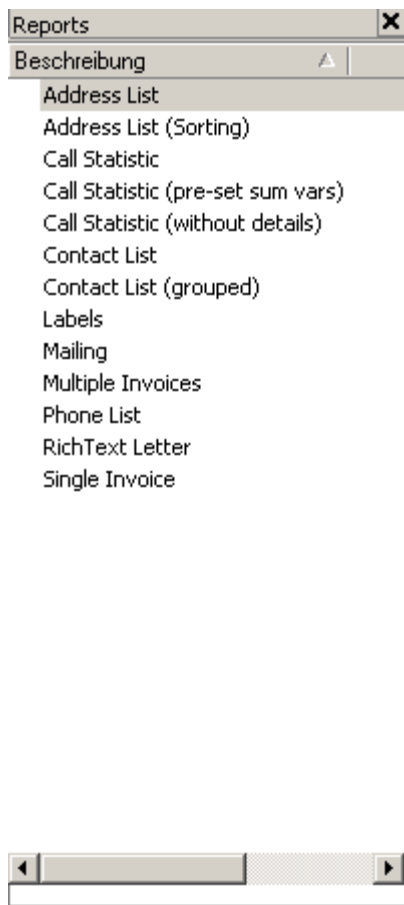 Reports
Beschreibung
Address List
Address List (Sorting)
Call Statistic
Call Statistic (pre-set sum vars)
Call Statistic (without details)
Contact List
Contact List (grouped)
Labels
Mailing
Multiple Invoices
Phone List
RichText Letter
Single Invoice